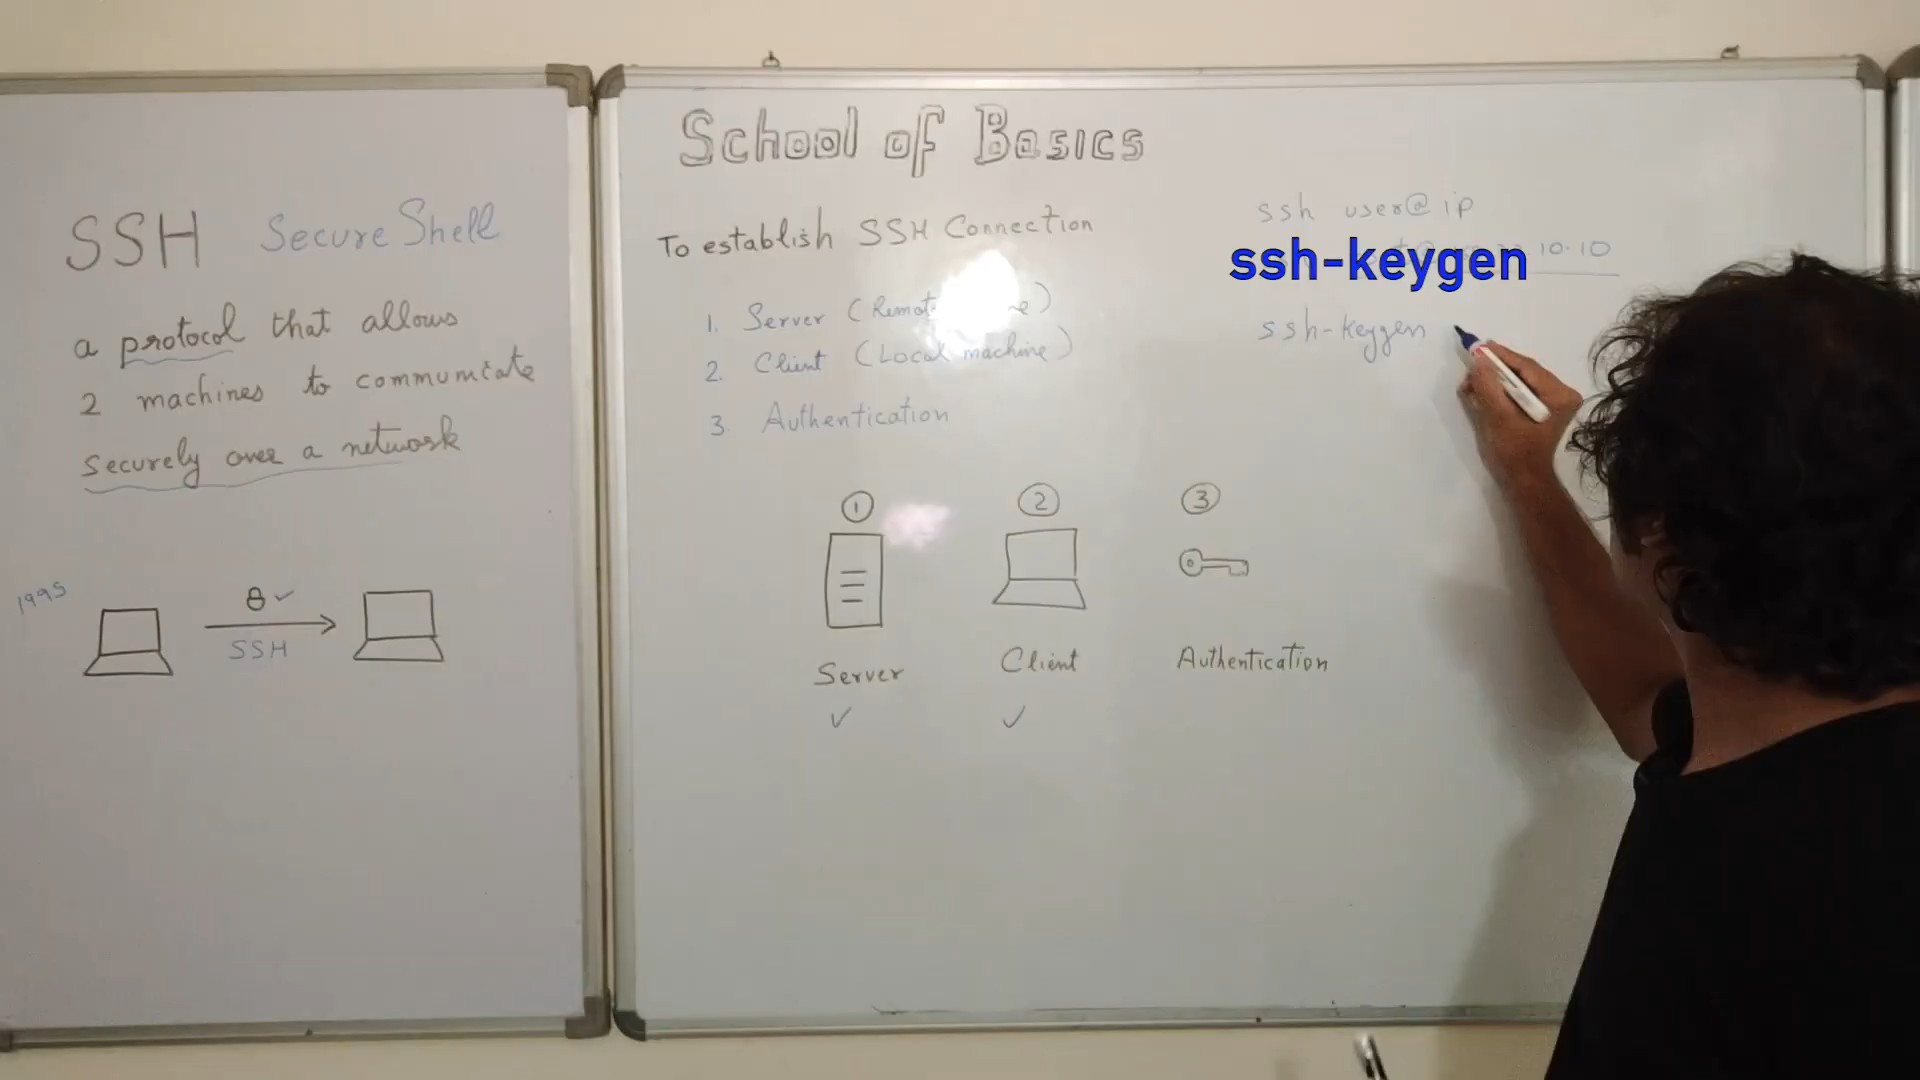 SSH Secure Shell
a protocol that allows
2 machines to communicate
securely over a network
1995
SSH
School of Basics
To establish SSH Connection
1. Server (Remote
2. Client (Local machine)
3. Authentication
1 2 3
Server Client Authentication
ssh user@ip
10.10
ssh-keygen
ssh-keygen